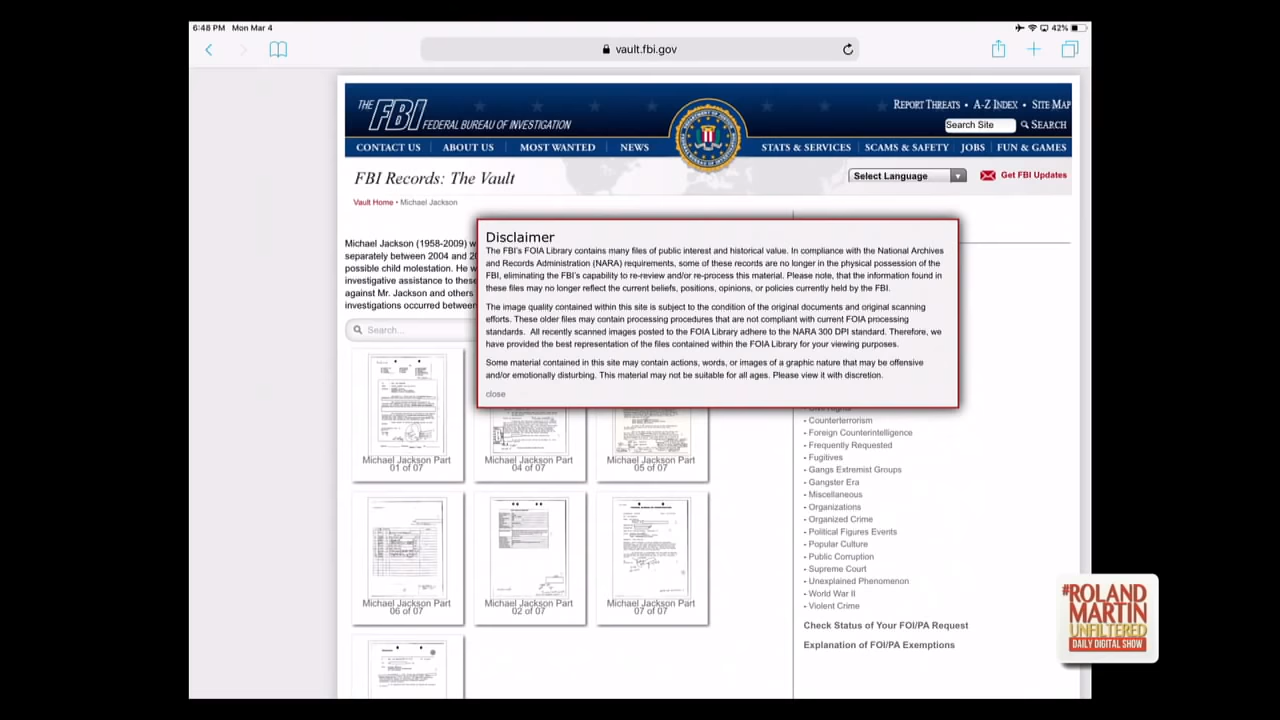 6:48 PM Mon Mar 4
42%
vault.fbi.gov
THE FBI FEDERAL BUREAU OF INVESTIGATION
REPORT THREATS • A-Z INDEX • SITE MAP
Search Site SEARCH
CONTACT US ABOUT US MOST WANTED NEWS STATS & SERVICES SCAMS & SAFETY JOBS FUN & GAMES
FBI Records: The Vault
Select Language
Get FBI Updates
Vault Home • Michael Jackson
Michael Jackson (1958-2009) w
separately between 2004 and 2
possible child molestation. He w
investigative assistance to these
against Mr. Jackson and others
investigations occurred between
Search...
Disclaimer
The FBI's FOIA Library contains many files of public interest and historical value. In compliance with the National Archives
and Records Administration (NARA) requirements, some of these records are no longer in the physical possession of the
FBI, eliminating the FBI's capability to re-review and/or re-process this material. Please note, that the information found in
these files may no longer reflect the current beliefs, positions, opinions, or policies currently held by the FBI.
The image quality contained within this site is subject to the condition of the original documents and original scanning
efforts. These older files may contain processing procedures that are not compliant with current FOIA processing
standards. All recently scanned images posted to the FOIA Library adhere to the NARA 300 DPI standard. Therefore, we
have provided the best representation of the files contained within the FOIA Library for your viewing purposes.
Some material contained in this site may contain actions, words, or images of a graphic nature that may be offensive
and/or emotionally disturbing. This material may not be suitable for all ages. Please view it with discretion.
close
Michael Jackson Part
01 of 07
Michael Jackson Part
04 of 07
Michael Jackson Part
05 of 07
Michael Jackson Part
06 of 07
Michael Jackson Part
02 of 07
Michael Jackson Part
07 of 07
• Civil Rights
• Counterterrorism
• Foreign Counterintelligence
• Frequently Requested
• Fugitives
• Gangs Extremist Groups
• Gangster Era
• Miscellaneous
• Organizations
• Organized Crime
• Political Figures Events
• Popular Culture
• Public Corruption
• Supreme Court
• Unexplained Phenomenon
• World War II
• Violent Crime
Check Status of Your FOI/PA Request
Explanation of FOI/PA Exemptions
#ROLAND
MARTIN
UNFILTERED
DAILY DIGITAL SHOW